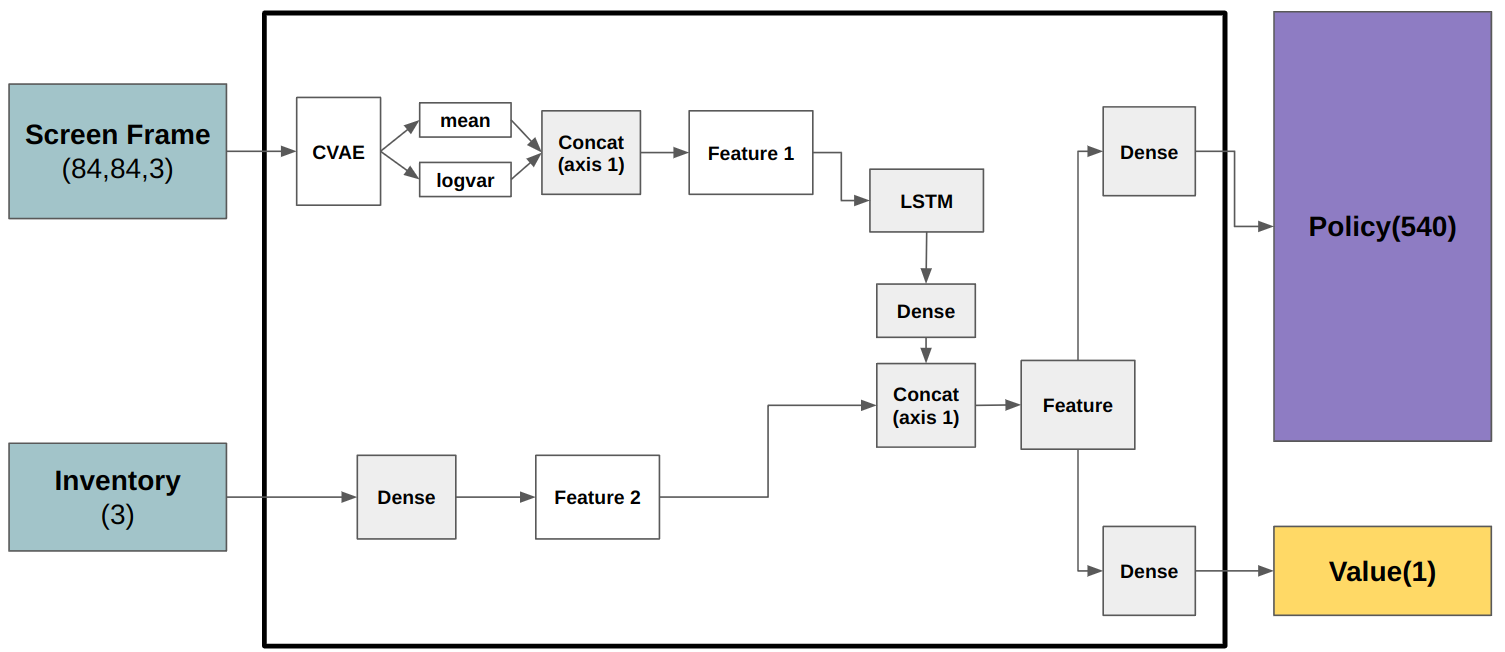 Screen Frame
(84,84,3)
CVAE
mean
logvar
Concat
(axis 1)
Feature 1
LSTM
Dense
Concat
(axis 1)
Feature
Dense
Policy(540)
Inventory
(3)
Dense
Feature 2
Dense
Value(1)